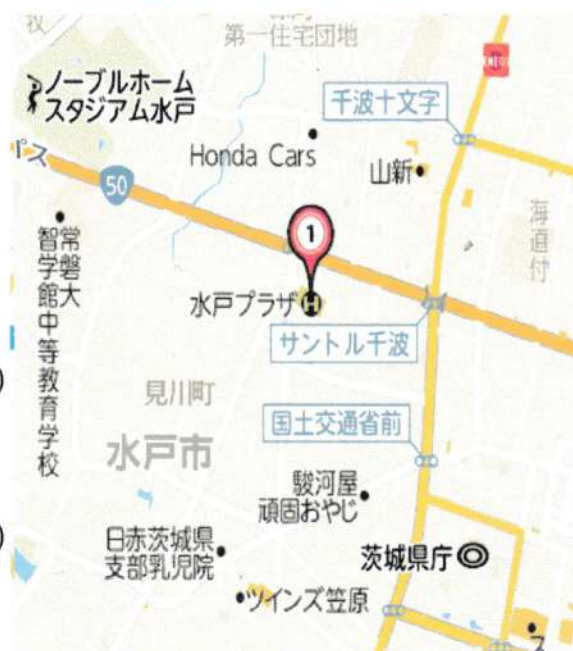 第一住宅団地
ノーブルホーム
スタジアム水戸
千波十文字
パス
Honda Cars
山新
50
1
海道付
常磐大
智学館中等教育学校
水戸プラザ
H
サントル千波
見川町
国土交通省前
水戸市
駿河屋
頑固おやじ
日赤茨城県
支部乳児院
茨城県庁
ツインズ笠原
ス